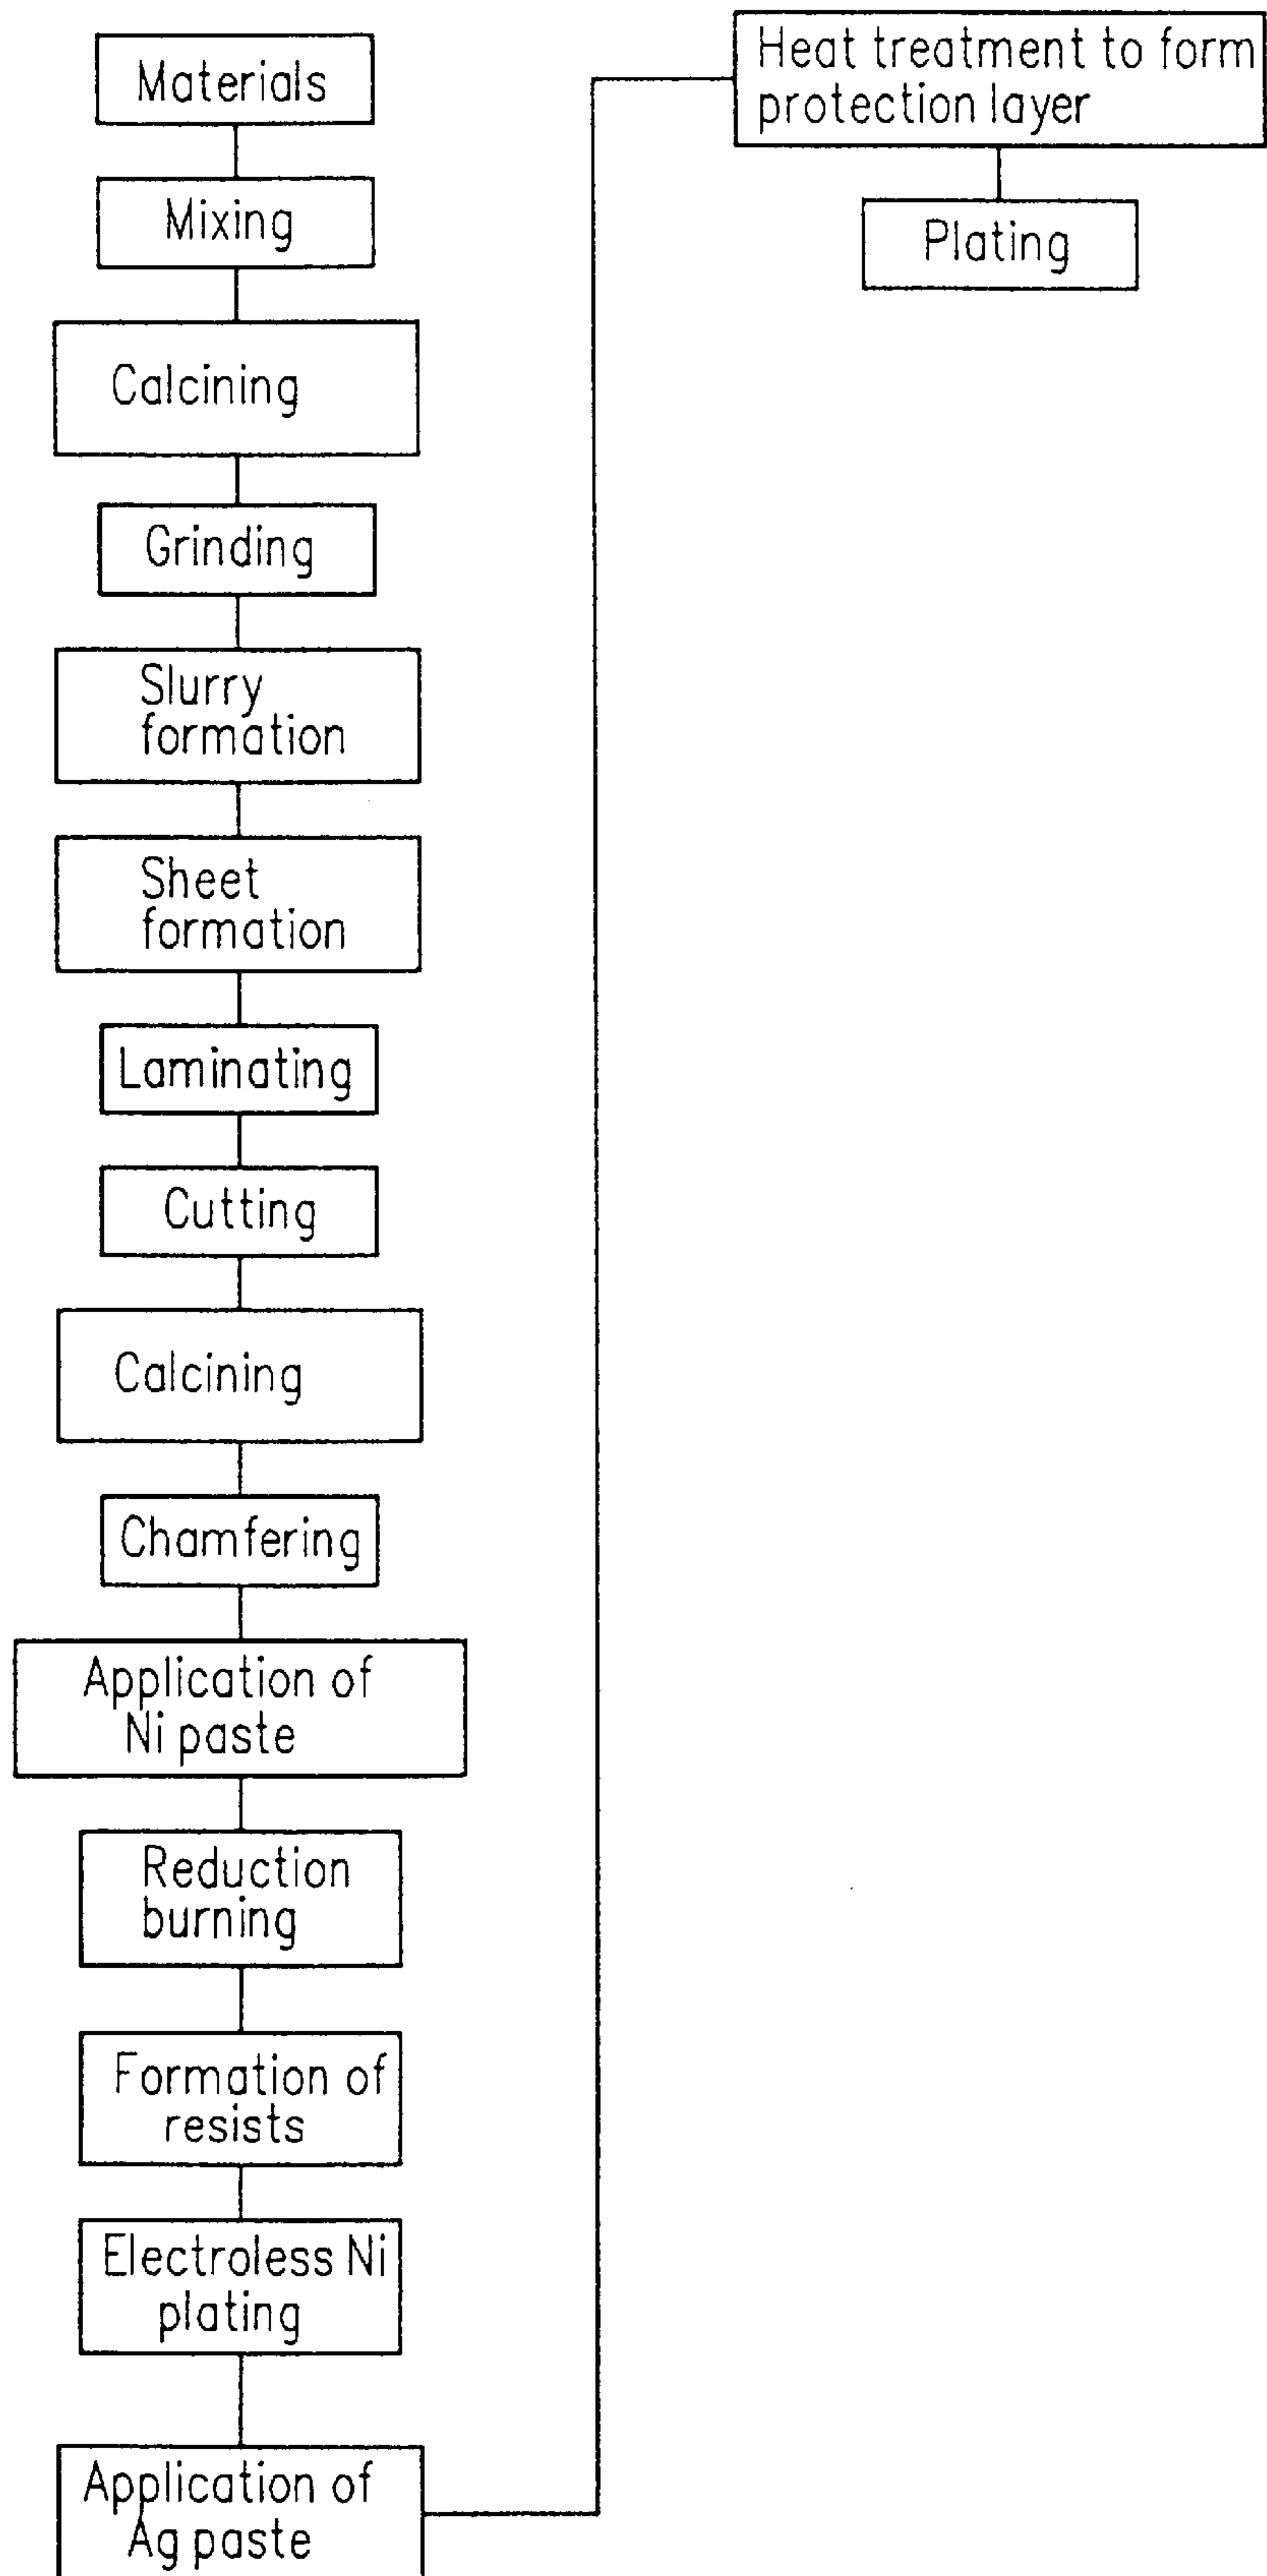 Materials
Mixing
Calcining
Grinding
Slurry
formation
Sheet
formation
Laminating
Cutting
Calcining
Chamfering
Application of
Ni paste
Reduction
burning
Formation of
resists
Electroless Ni
plating
Application of
Ag paste
Heat treatment to form
protection layer
Plating